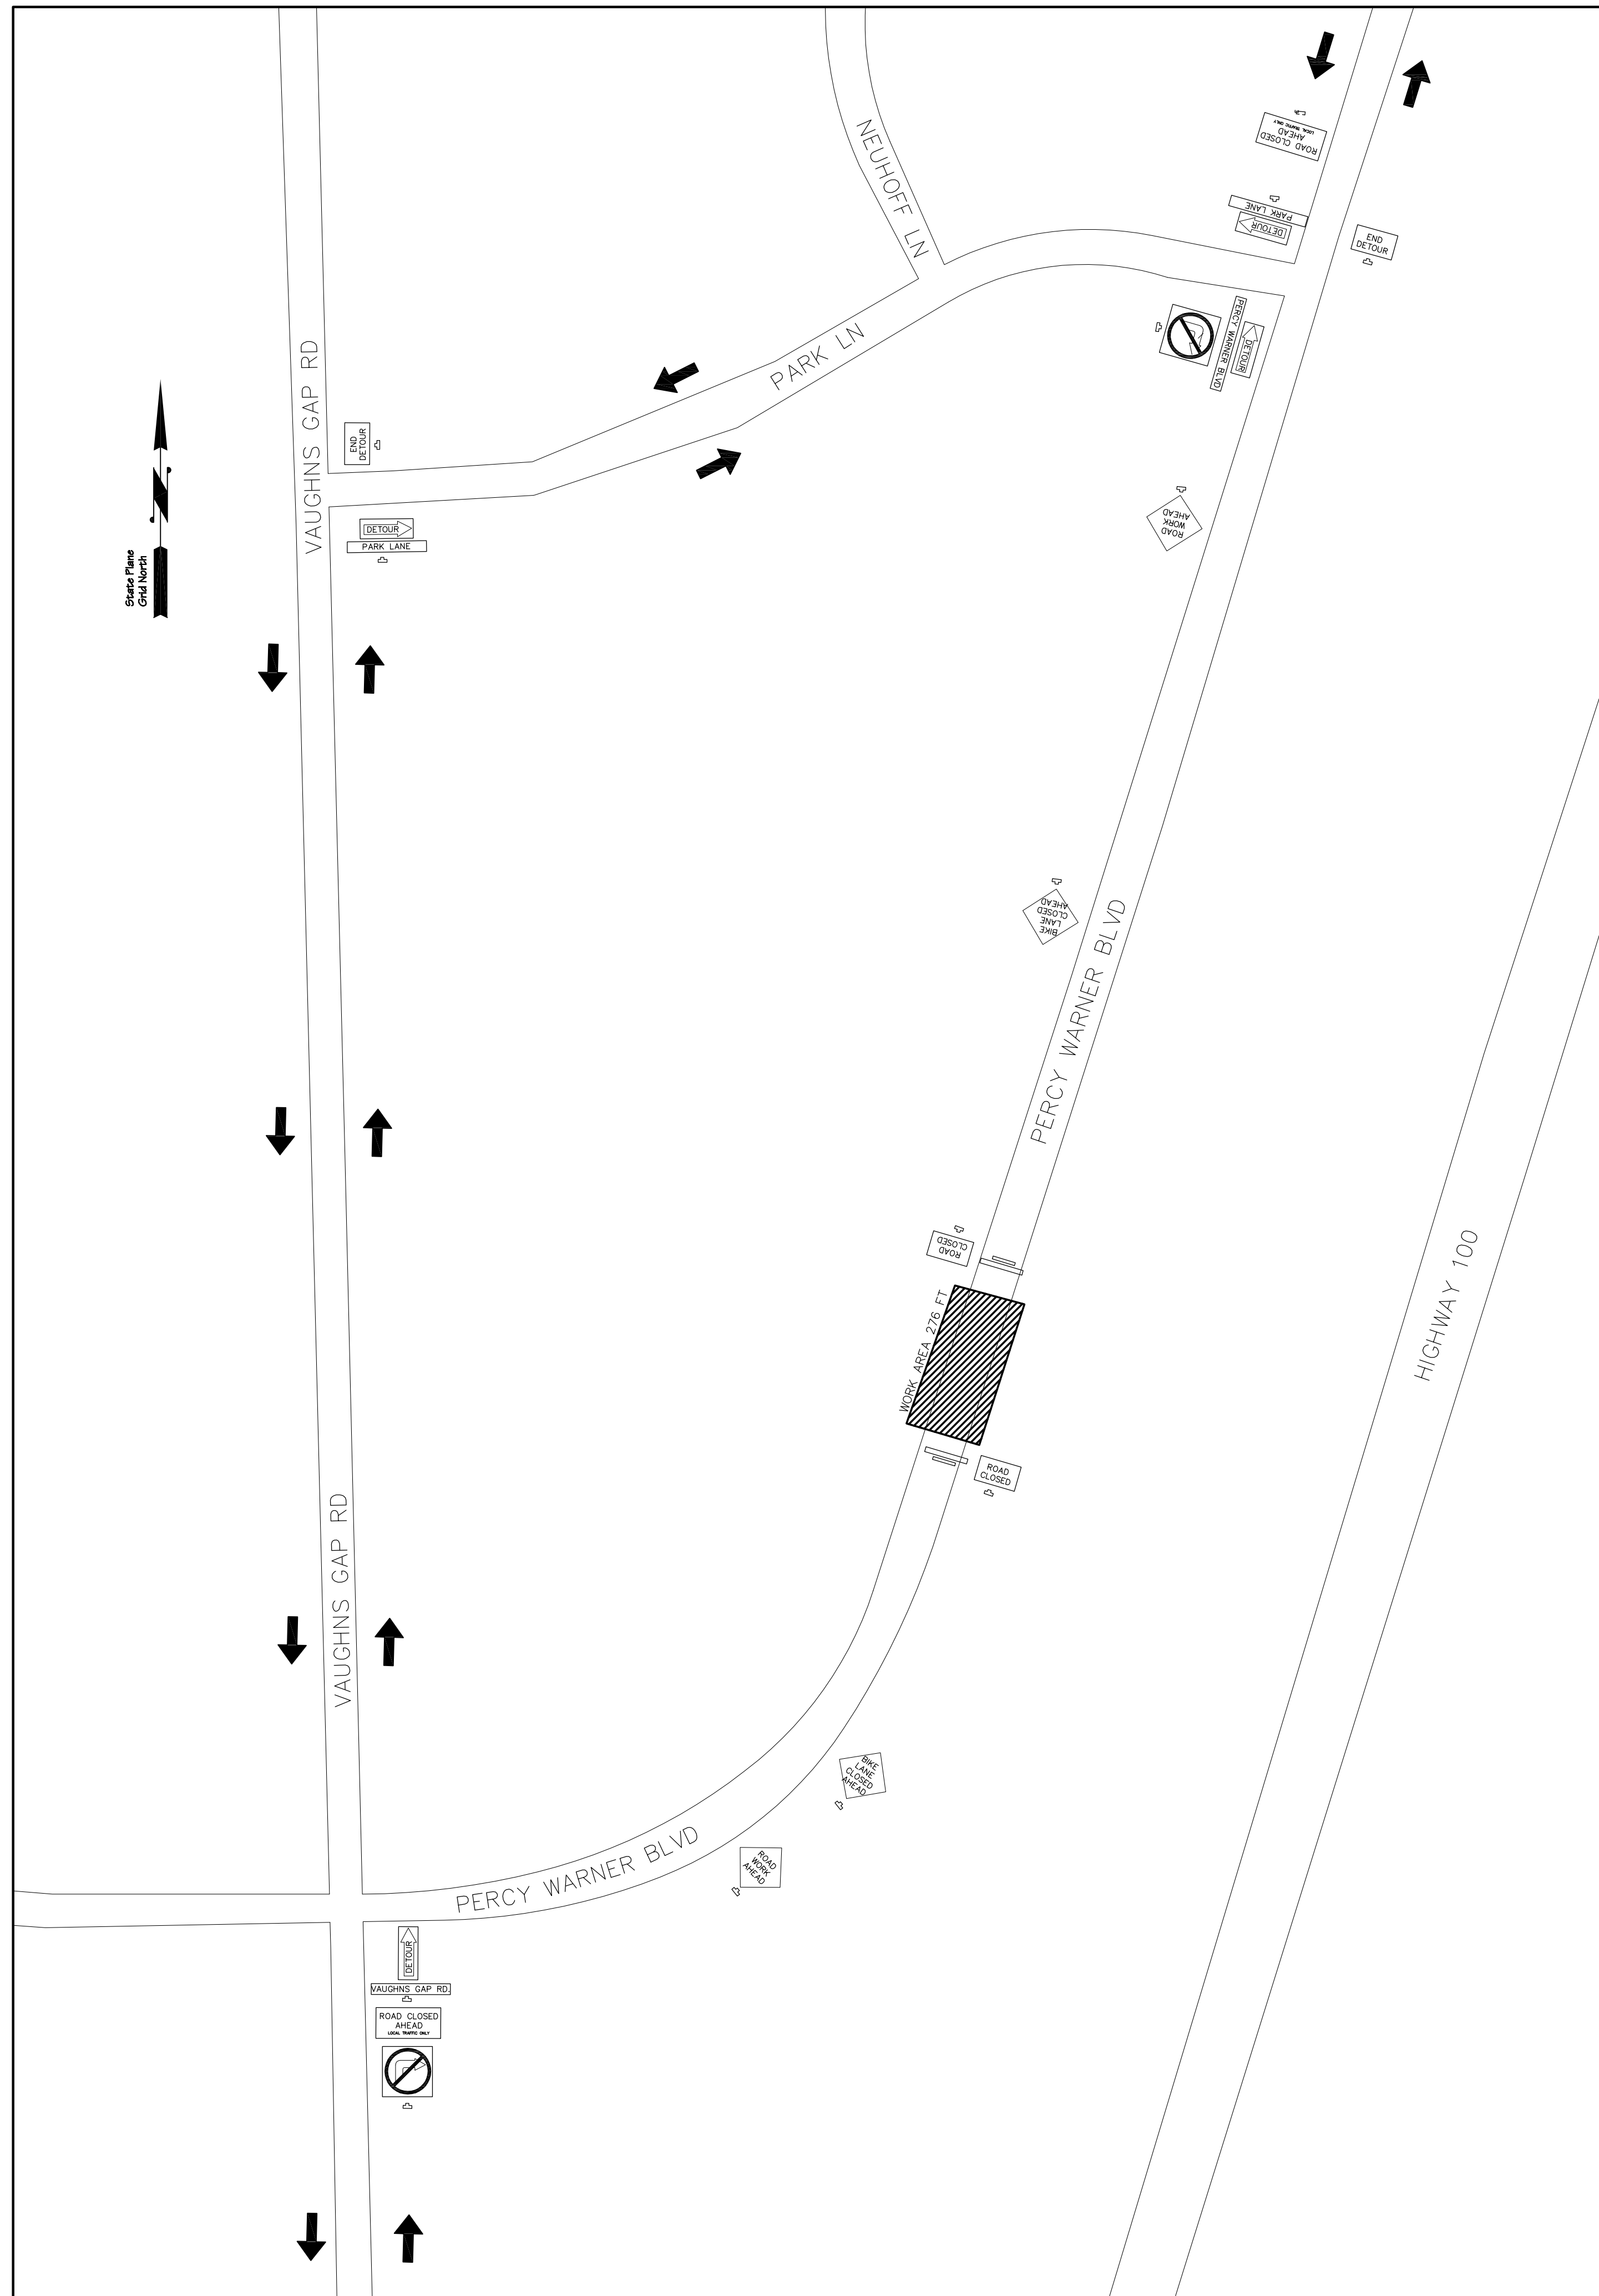 ROAD CLOSED
AHEAD
LOCAL TRAFFIC ONLY
NEUHOFF LN
PARK LANE
DETOUR
END
DETOUR
PERCY WARNER BLVD
DETOUR
PARK LN
VAUGHNS GAP RD
END
DETOUR
DETOUR
PARK LANE
ROAD
WORK
AHEAD
State Plane
Grid North
BIKE
LANE
CLOSED
AHEAD
PERCY WARNER BLVD
ROAD
CLOSED
HIGHWAY 100
WORK AREA 276 FT
ROAD
CLOSED
VAUGHNS GAP RD
BIKE
LANE
CLOSED
AHEAD
ROAD
WORK
AHEAD
PERCY WARNER BLVD
DETOUR
VAUGHNS GAP RD.
ROAD CLOSED
AHEAD
LOCAL TRAFFIC ONLY